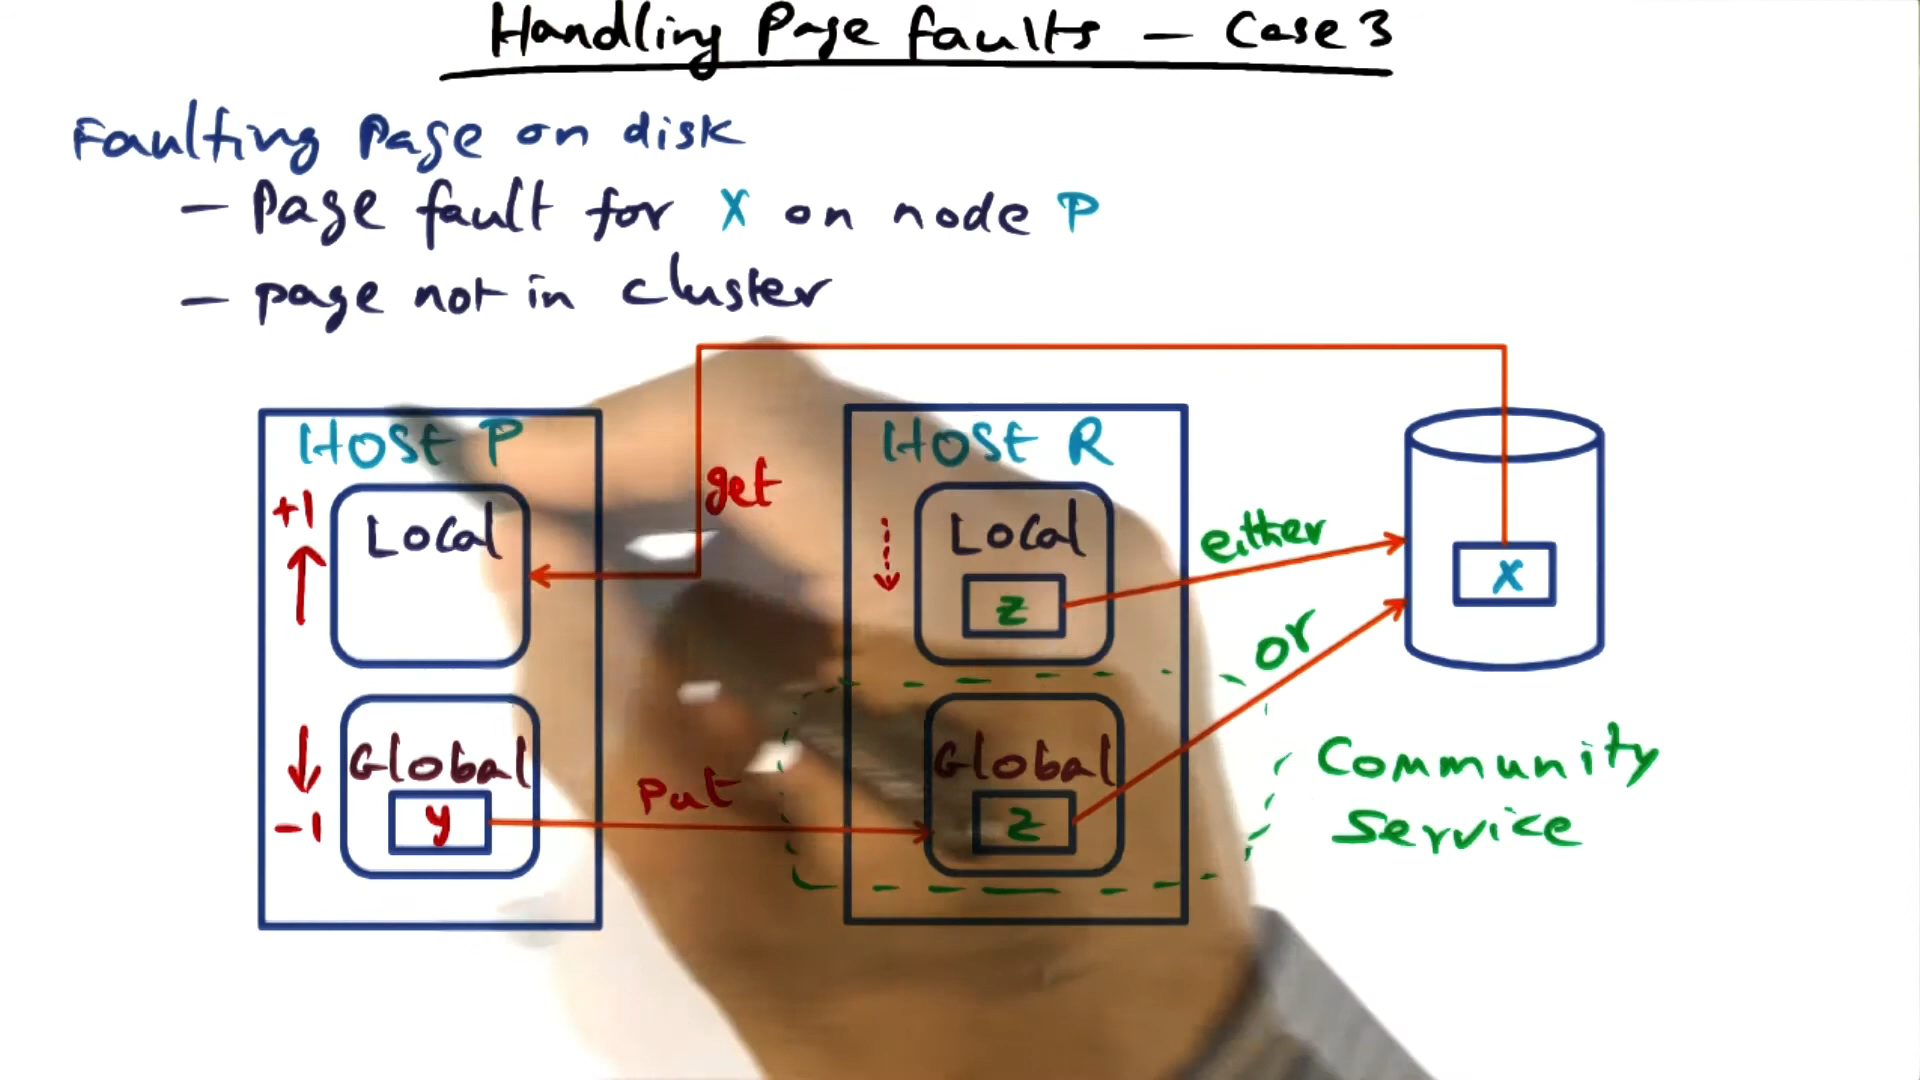 Handling Page faults - Case 3
Faulting Page on disk
- Page fault for X on node P
- page not in cluster
Host P
Host R
+1
get
Local
Local
either
X
z
or
Global
Global
Community
Service
-1
y
put
z